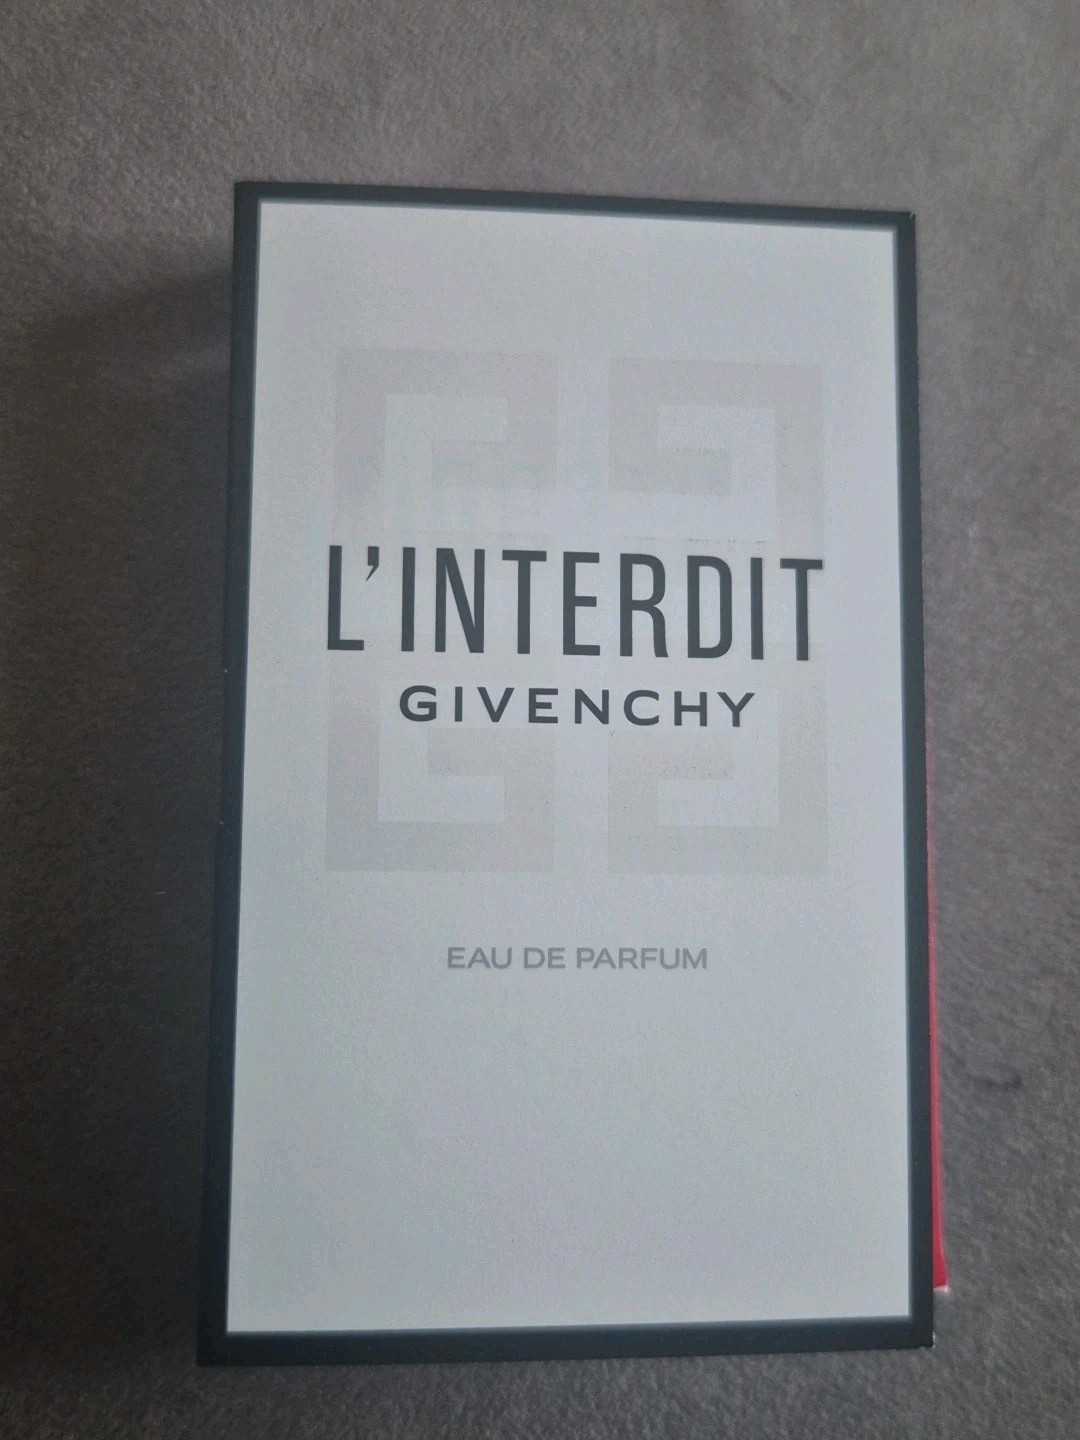 L'INTERDIT
GIVENCHY
EAU DE PARFUM